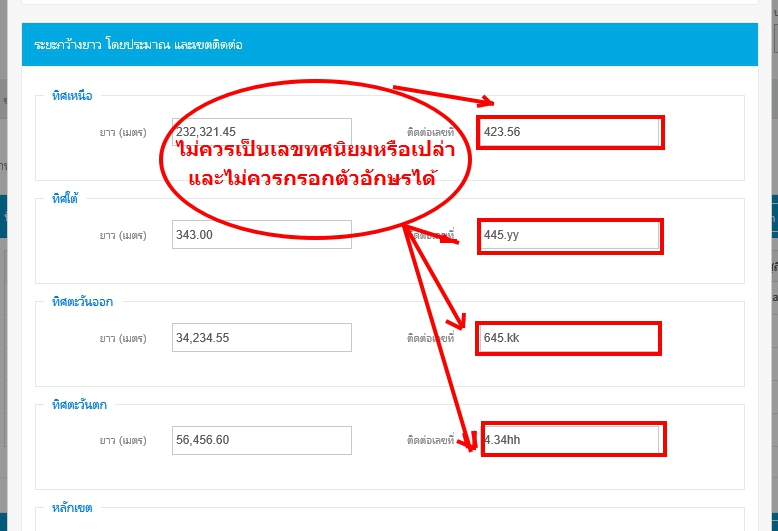 ระยะกว้างยาว โดยประมาณ และเขตติดต่อ
ทิศเหนือ
ยาว (เมตร) 232,321.45 ติดต่อเลขที่ 423.56
ไม่ควรเป็นเลขทศนิยมหรือเปล่า
และไม่ควรกรอกตัวอักษรได้
ทิศใต้
ยาว (เมตร) 343.00 ติดต่อเลขที่ 445.yy
ทิศตะวันออก
ยาว (เมตร) 34,234.55 ติดต่อเลขที่ 645.kk
ทิศตะวันตก
ยาว (เมตร) 56,456.60 ติดต่อเลขที่ 4.34hh
หลักเขต